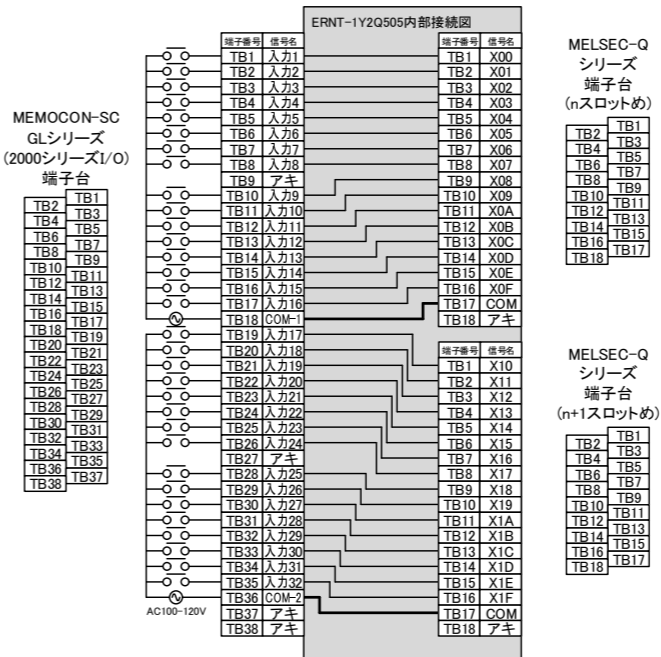 ERNT-1Y2Q505内部接続図
MEMOCON-SC
GLシリーズ
(2000シリーズI/O)
端子台
TB1
TB2
TB3
TB4
TB5
TB6
TB7
TB8
TB9
TB10
TB11
TB12
TB13
TB14
TB15
TB16
TB17
TB18
TB19
TB20
TB21
TB22
TB23
TB24
TB25
TB26
TB27
TB28
TB29
TB30
TB31
TB32
TB33
TB34
TB35
TB36
TB37
TB38
端子番号 信号名
TB1 入力1
TB2 入力2
TB3 入力3
TB4 入力4
TB5 入力5
TB6 入力6
TB7 入力7
TB8 入力8
TB9 アキ
TB10 入力9
TB11 入力10
TB12 入力11
TB13 入力12
TB14 入力13
TB15 入力14
TB16 入力15
TB17 入力16
TB18 COM-1
TB19 入力17
TB20 入力18
TB21 入力19
TB22 入力20
TB23 入力21
TB24 入力22
TB25 入力23
TB26 入力24
TB27 アキ
TB28 入力25
TB29 入力26
TB30 入力27
TB31 入力28
TB32 入力29
TB33 入力30
TB34 入力31
TB35 入力32
TB36 COM-2
TB37 アキ
TB38 アキ
AC100-120V
端子番号 信号名
TB1 X00
TB2 X01
TB3 X02
TB4 X03
TB5 X04
TB6 X05
TB7 X06
TB8 X07
TB9 X08
TB10 X09
TB11 X0A
TB12 X0B
TB13 X0C
TB14 X0D
TB15 X0E
TB16 X0F
TB17 COM
TB18 アキ
端子番号 信号名
TB1 X10
TB2 X11
TB3 X12
TB4 X13
TB5 X14
TB6 X15
TB7 X16
TB8 X17
TB9 X18
TB10 X19
TB11 X1A
TB12 X1B
TB13 X1C
TB14 X1D
TB15 X1E
TB16 X1F
TB17 COM
TB18 アキ
MELSEC-Q
シリーズ
端子台
(nスロットめ)
TB1
TB2
TB3
TB4
TB5
TB6
TB7
TB8
TB9
TB10
TB11
TB12
TB13
TB14
TB15
TB16
TB17
TB18
MELSEC-Q
シリーズ
端子台
(n+1スロットめ)
TB1
TB2
TB3
TB4
TB5
TB6
TB7
TB8
TB9
TB10
TB11
TB12
TB13
TB14
TB15
TB16
TB17
TB18